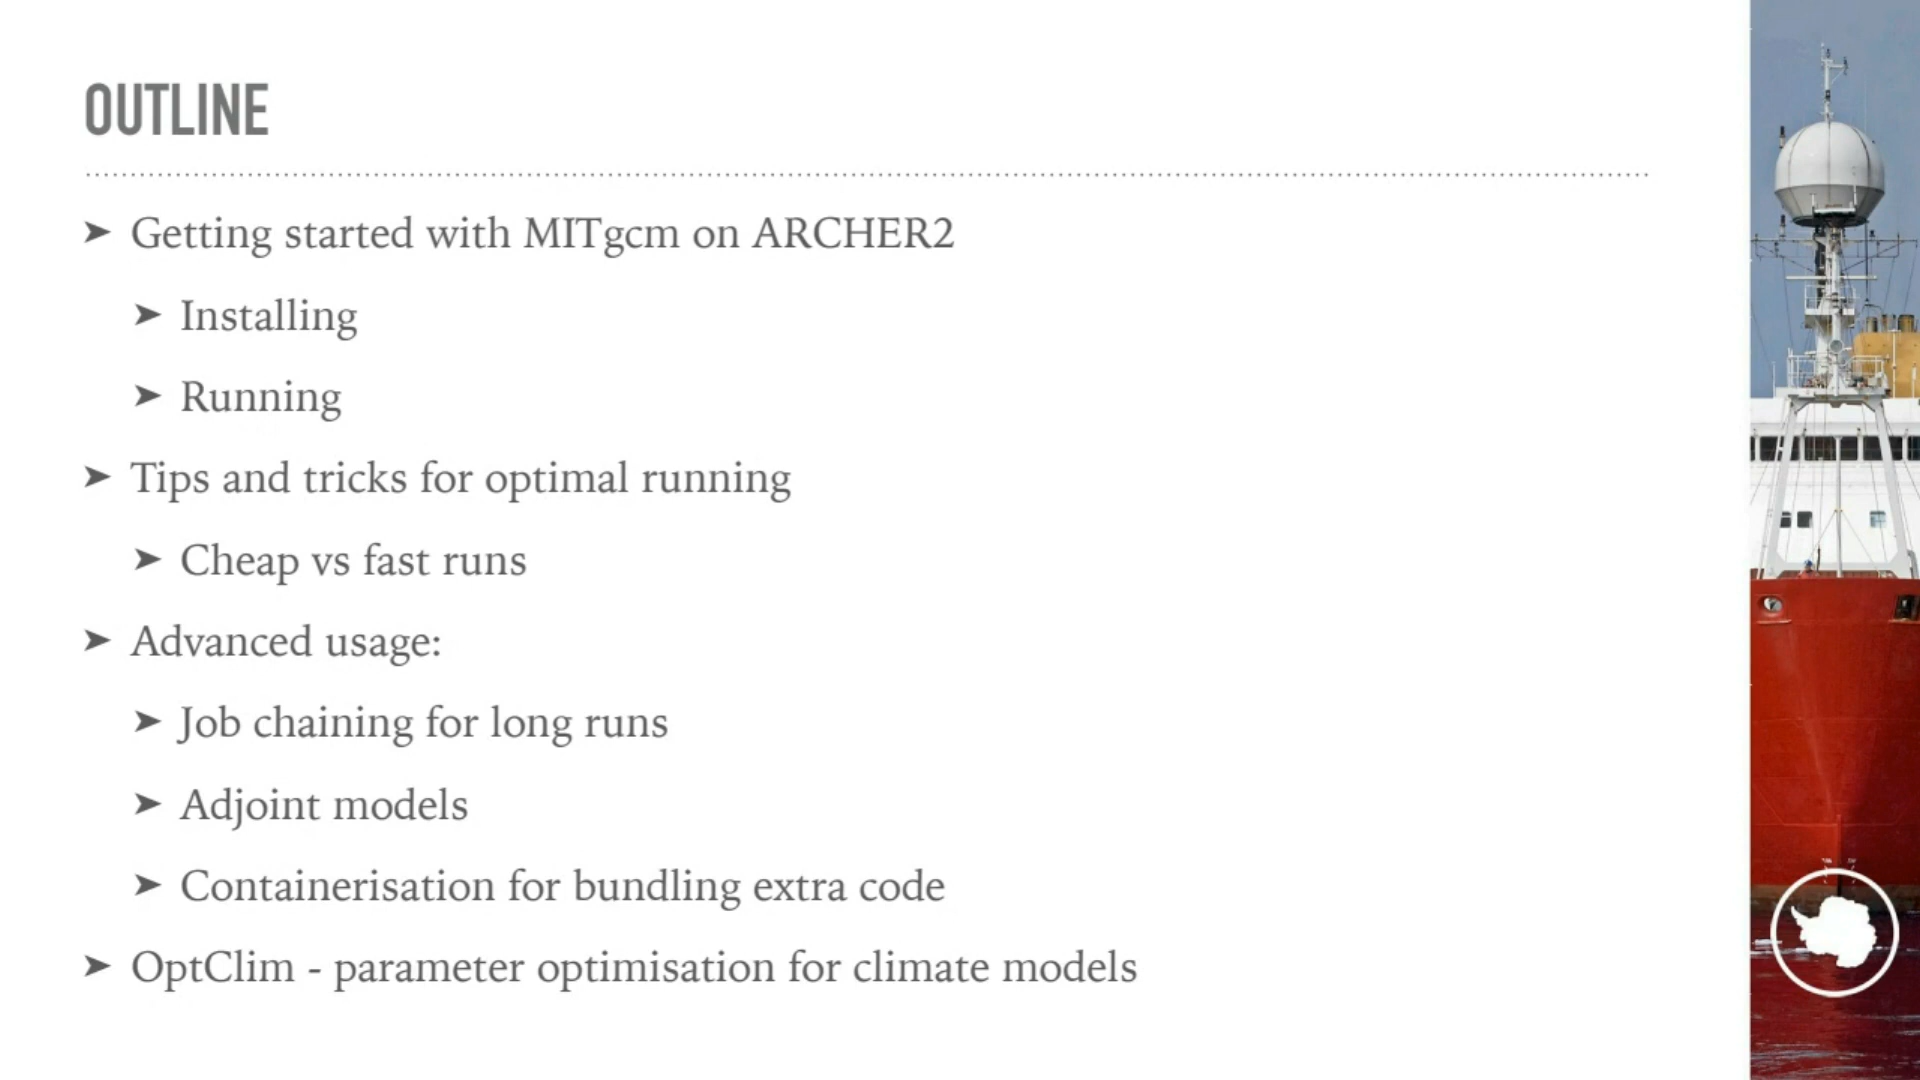 OUTLINE
➤ Getting started with MITgcm on ARCHER2
➤ Installing
➤ Running
➤ Tips and tricks for optimal running
➤ Cheap vs fast runs
➤ Advanced usage:
➤ Job chaining for long runs
➤ Adjoint models
➤ Containerisation for bundling extra code
➤ OptClim - parameter optimisation for climate models